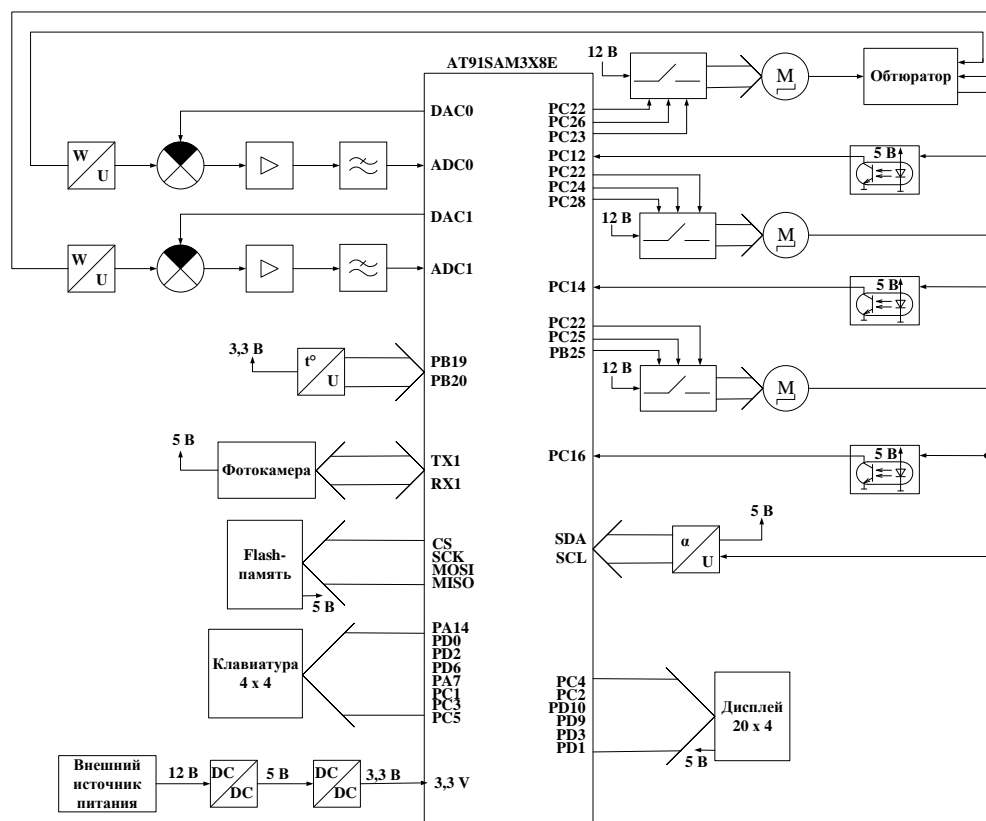 AT91SAM3X8E
12 В
M
Обтюратор
DAC0
PC22
PC26
PC23
W
U
ADC0
PC12
5 В
PC22
PC24
PC28
DAC1
12 В
M
W
U
ADC1
PC14
5 В
3,3 В
t°
U
PB19
PB20
PC22
PC25
PB25
12 В
M
5 В
Фотокамера
TX1
RX1
PC16
5 В
Flash-
память
5 В
CS
SCK
MOSI
MISO
SDA
SCL
α
U
5 В
Клавиатура
4 x 4
PA14
PD0
PD2
PD6
PA7
PC1
PC3
PC5
PC4
PC2
PD10
PD9
PD3
PD1
Дисплей
20 x 4
5 В
Внешний
источник
питания
12 В
DC
DC
5 В
DC
DC
3,3 В
3,3 V